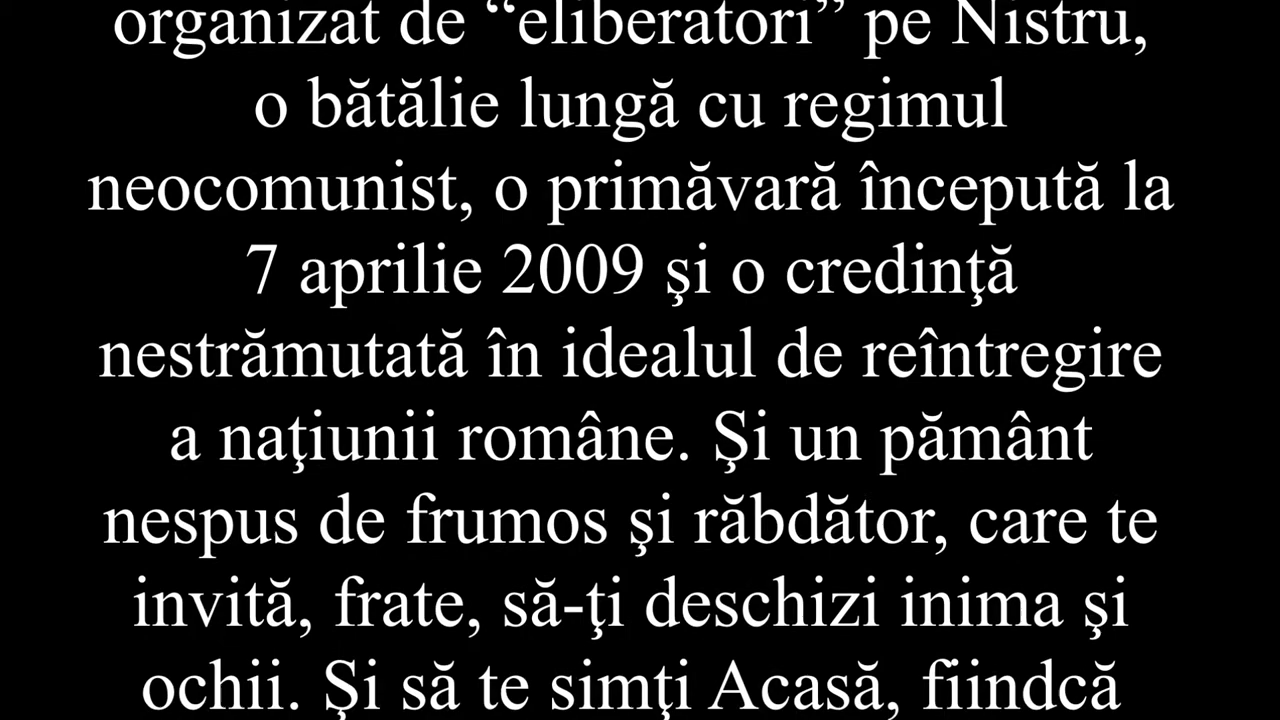 organizat de “eliberatori” pe Nistru,
o bătălie lungă cu regimul
neocomunist, o primăvară începută la
7 aprilie 2009 şi o credinţă
nestrămutată în idealul de reîntregire
a naţiunii române. Şi un pământ
nespus de frumos şi răbdător, care te
invită, frate, să-ţi deschizi inima şi
ochii. Şi să te simţi Acasă, fiindcă